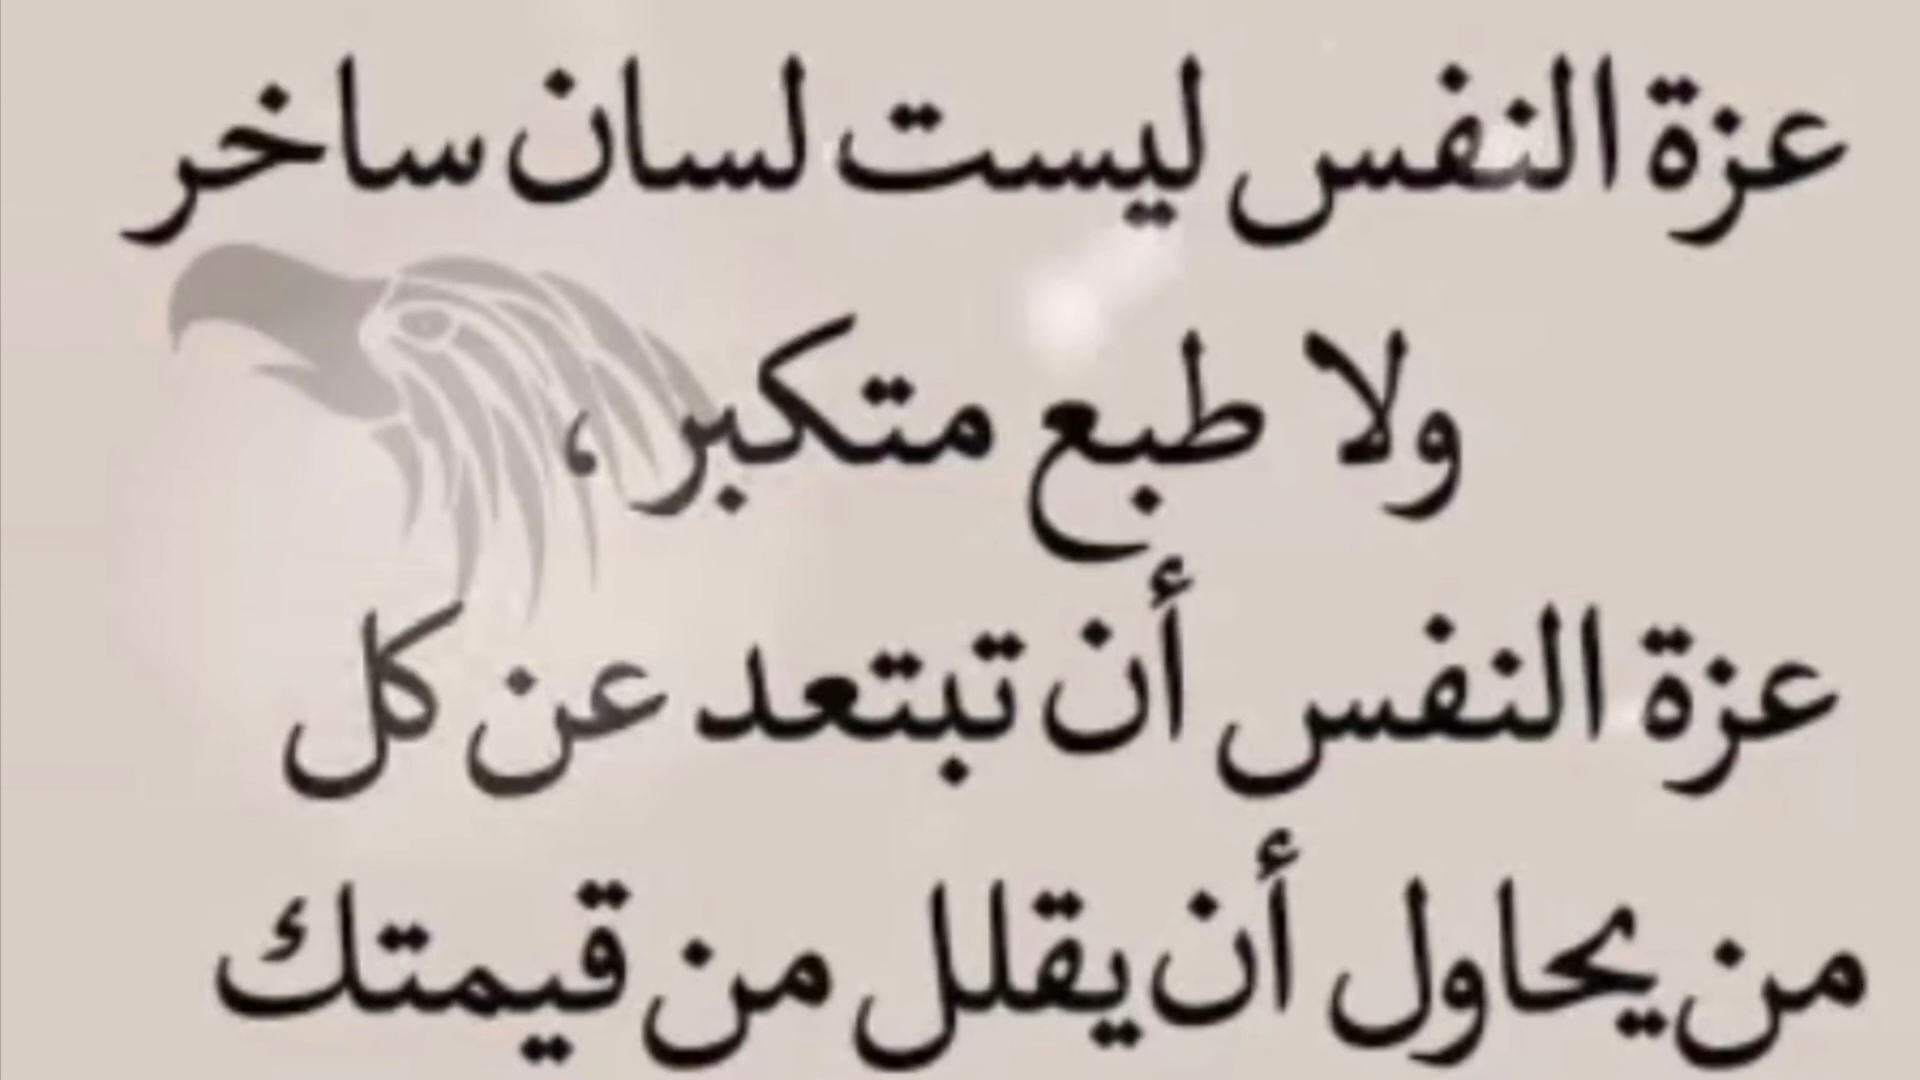 عزة النفس ليست لسان ساخر
ولا طبع متكبر ،
عزة النفس أن تبتعد عن كل
من يحاول أن يقلل من قيمتك